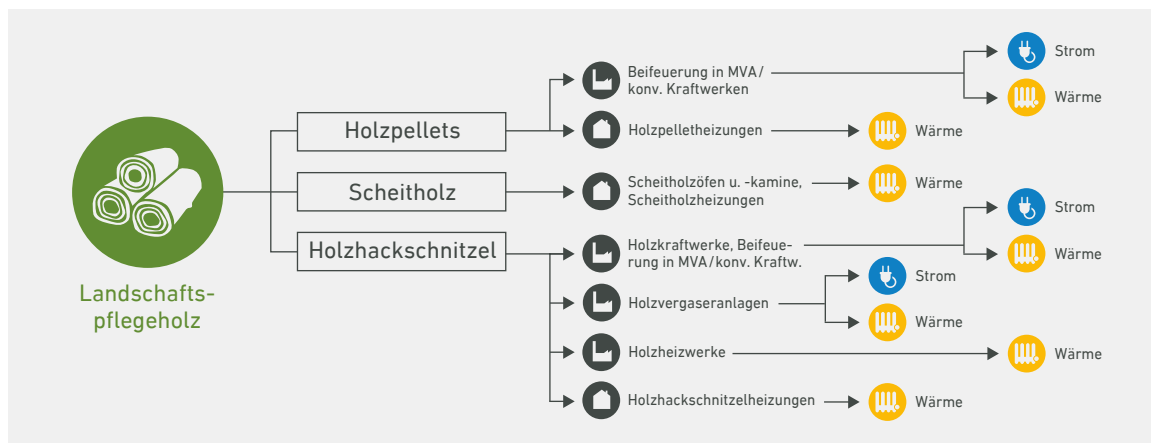 Landschafts-
pflegeholz
Holzpellets
Scheitholz
Holzhackschnitzel
Beifeuerung in MVA/
konv. Kraftwerken
Strom
Wärme
Holzpelletheizungen
Wärme
Scheitholzöfen u. -kamine,
Scheitholzheizungen
Wärme
Holzkraftwerke, Beifeue-
rung in MVA/konv. Kraftw.
Strom
Wärme
Holzvergaseranlagen
Strom
Wärme
Holzheizwerke
Wärme
Holzhackschnitzelheizungen
Wärme